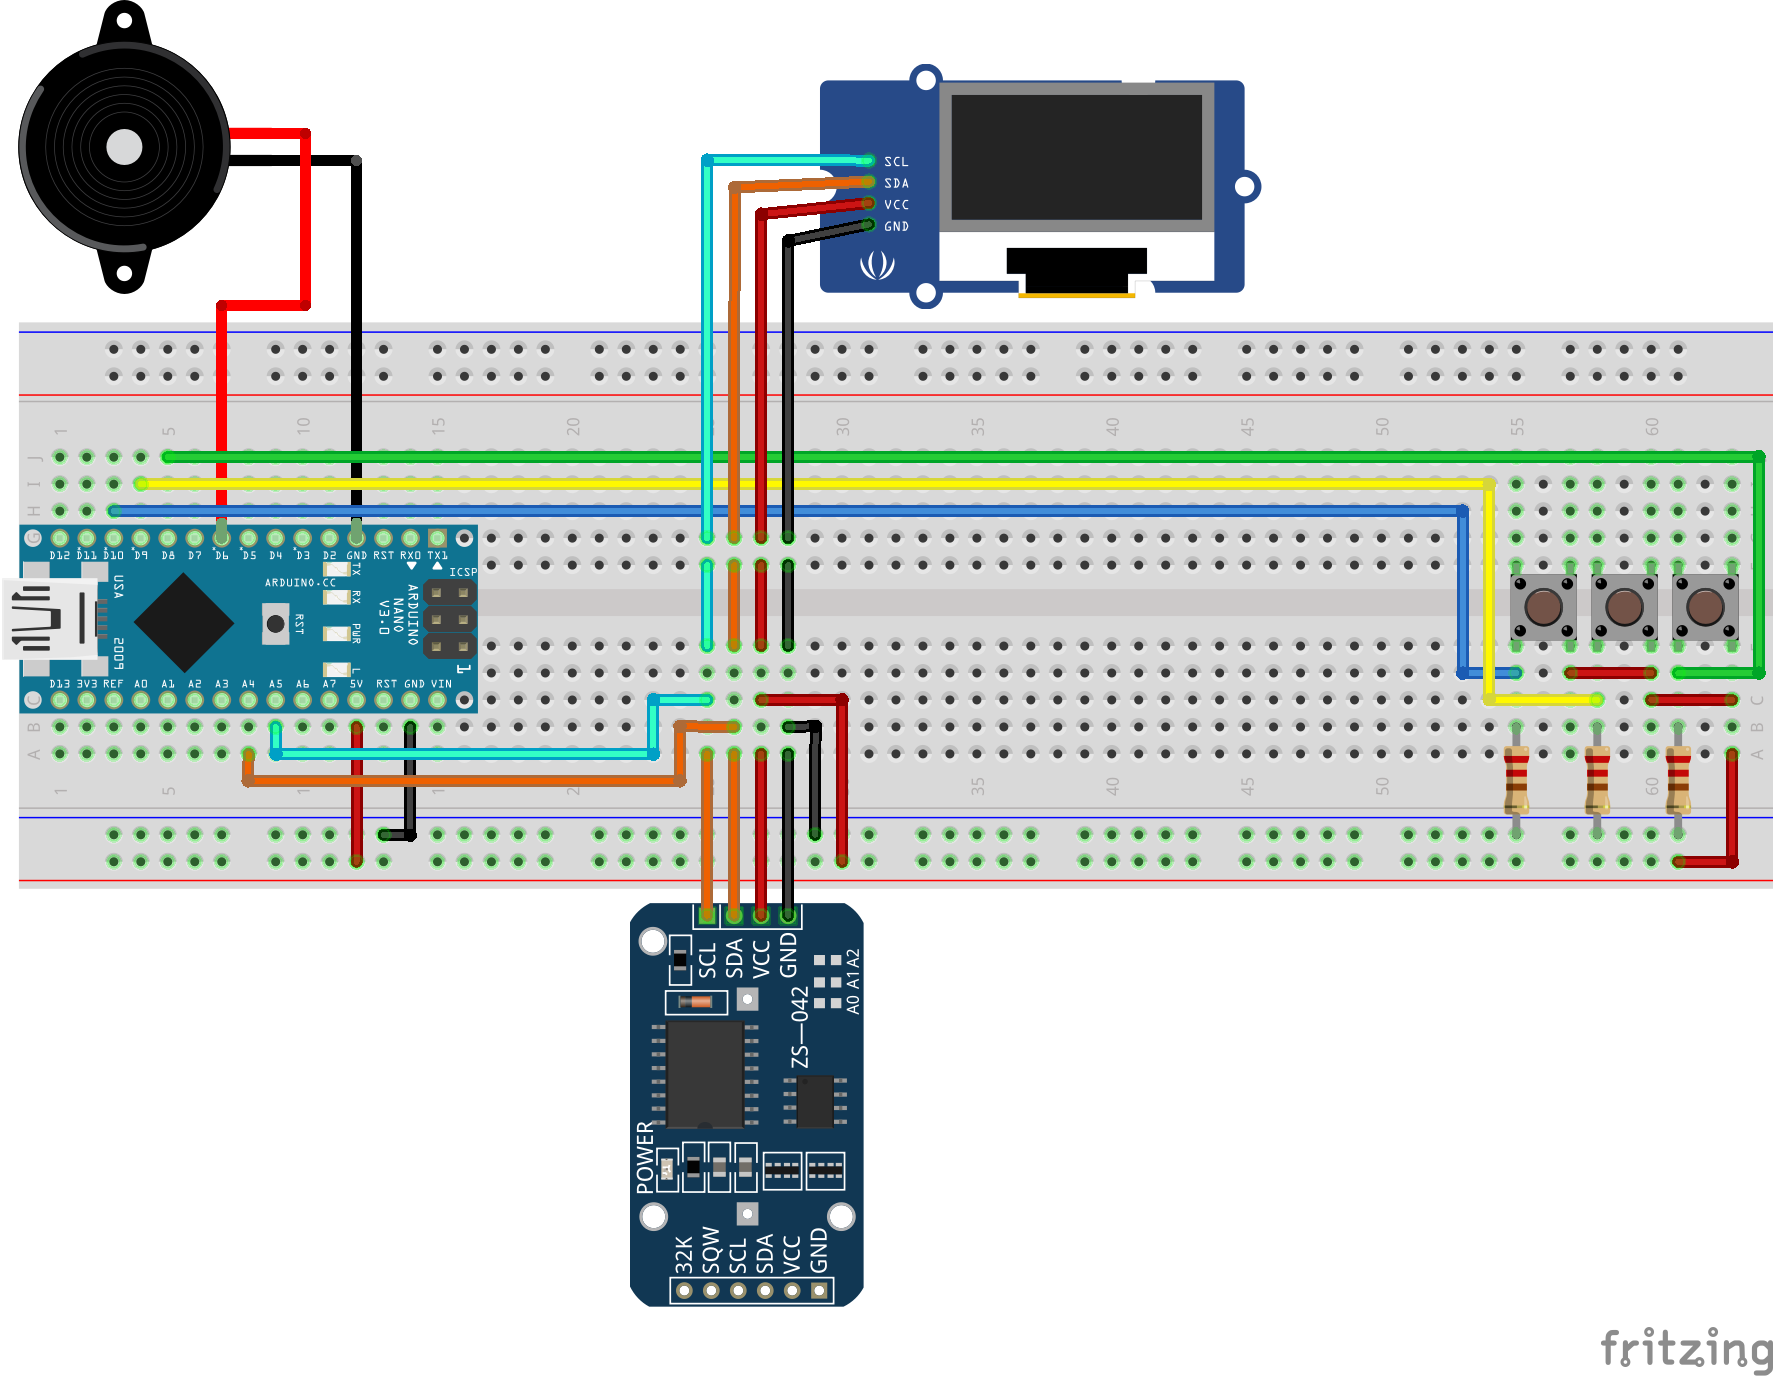 SCL
SDA
VCC
GND
1 5 10 15 20 30 35 40 45 50 55 60
J
I
H
G
D12 D11 D10 D9 D8 D7 D6 D5 D4 D3 D2 GND RST RX0 TX1
ICSP
USA
ARDUINO.CC
TX
RX
RST
PWR
L
ARDUINO
NANO
V3.0
2009
1
D13 3V3 REF A0 A1 A2 A3 A4 A5 A6 A7 5V RST GND VIN
C C
B B
A A
1 5 1 2 35 40 45 50 60
SCL
SDA
VCC
GND
A0 A1 A2
ZS—042
POWER
32K
SQW
SCL
SDA
VCC
GND
fritzing